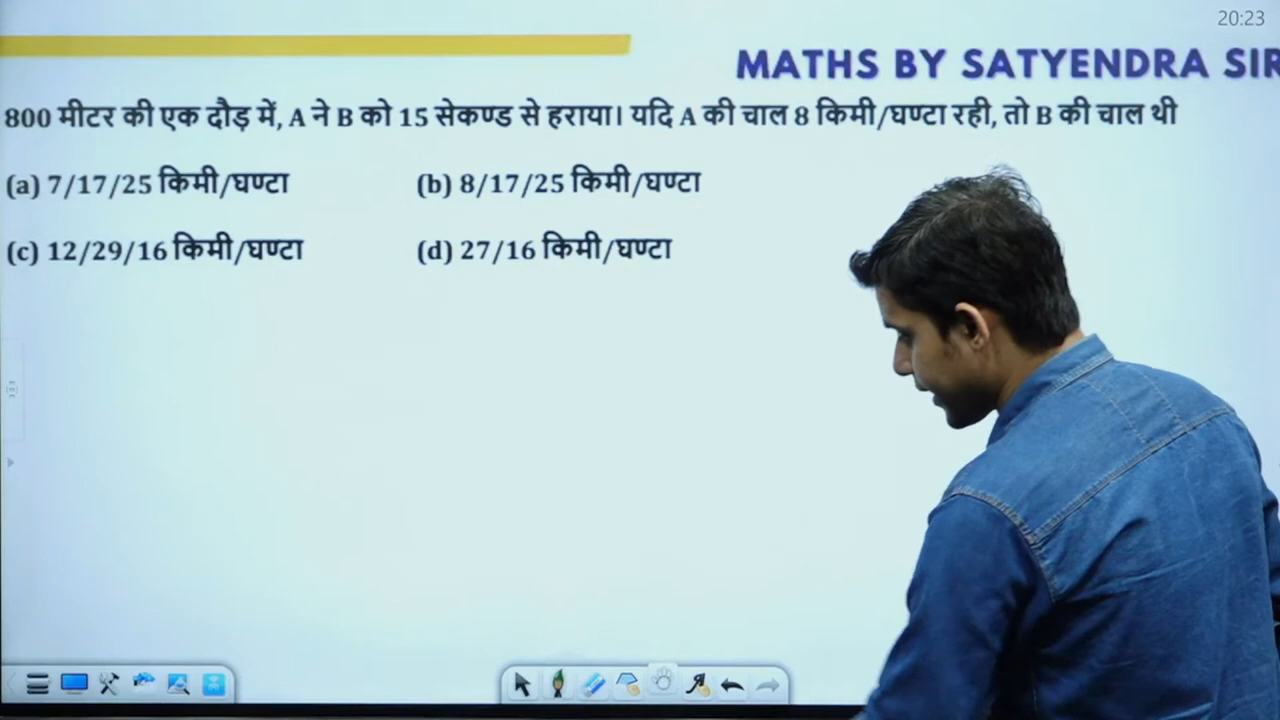 20:23
MATHS BY SATYENDRA SIR
800 मीटर की एक दौड़ में, A ने B को 15 सेकण्ड से हराया। यदि A की चाल 8 किमी/घण्टा रही, तो B की चाल थी
(a) 7/17/25 किमी/घण्टा (b) 8/17/25 किमी/घण्टा
(c) 12/29/16 किमी/घण्टा (d) 27/16 किमी/घण्टा